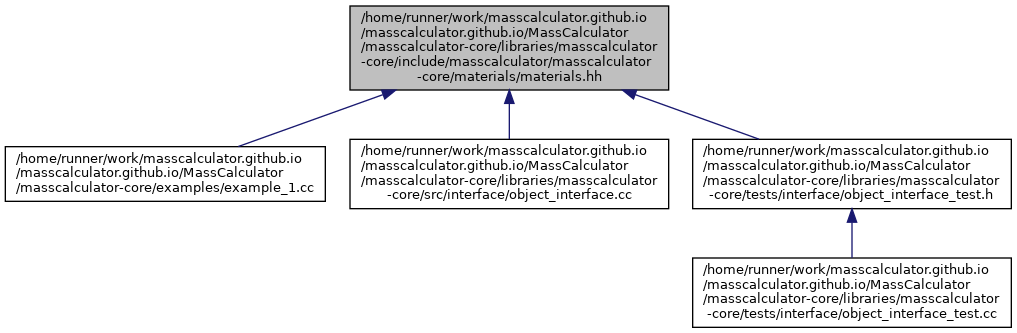 /home/runner/work/masscalculator.github.io
/masscalculator.github.io/MassCalculator
/masscalculator-core/libraries/masscalculator
-core/include/masscalculator/masscalculator
-core/materials/materials.hh
/home/runner/work/masscalculator.github.io
/masscalculator.github.io/MassCalculator
/masscalculator-core/examples/example_1.cc
/home/runner/work/masscalculator.github.io
/masscalculator.github.io/MassCalculator
/masscalculator-core/libraries/masscalculator
-core/src/interface/object_interface.cc
/home/runner/work/masscalculator.github.io
/masscalculator.github.io/MassCalculator
/masscalculator-core/libraries/masscalculator
-core/tests/interface/object_interface_test.h
/home/runner/work/masscalculator.github.io
/masscalculator.github.io/MassCalculator
/masscalculator-core/libraries/masscalculator
-core/tests/interface/object_interface_test.cc